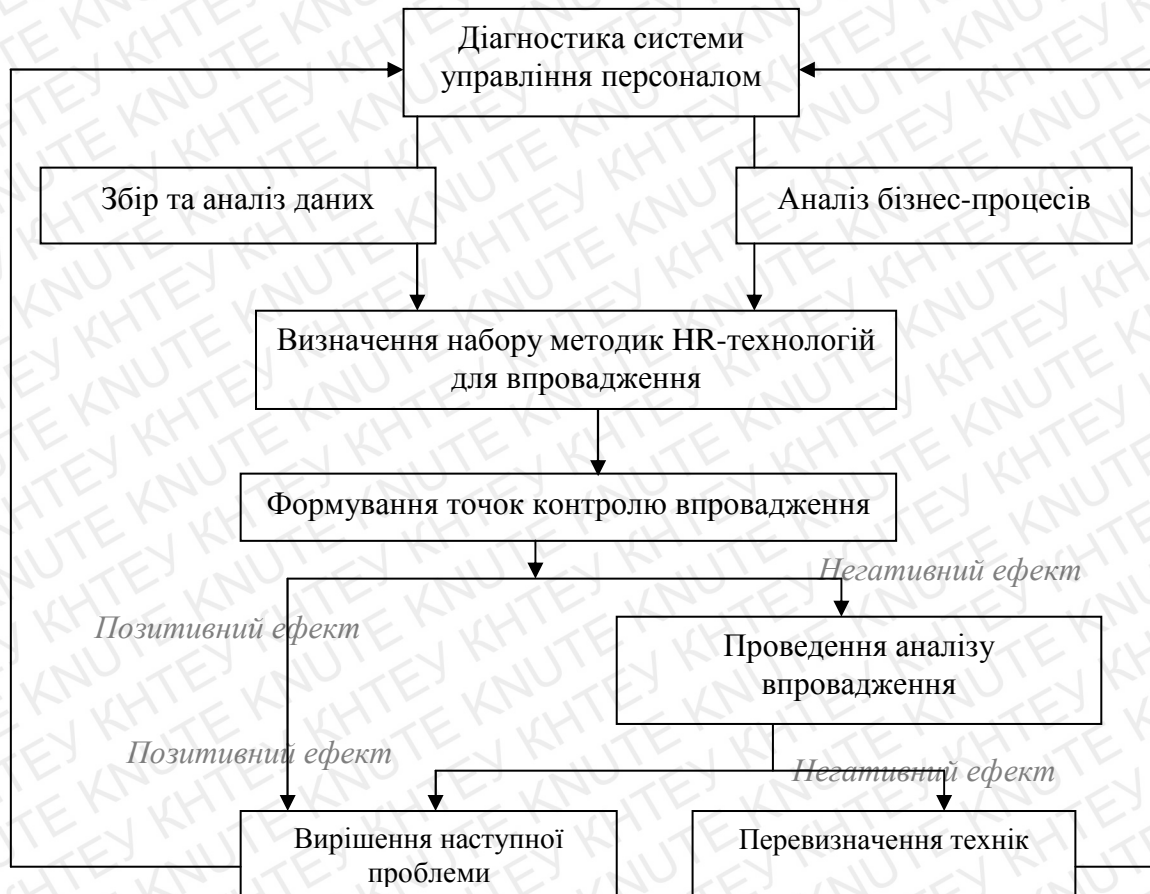 Діагностика системи
управління персоналом
Збір та аналіз даних
Аналіз бізнес-процесів
Визначення набору методик HR-технологій
для впровадження
Формування точок контролю впровадження
Негативний ефект
Позитивний ефект
Проведення аналізу
впровадження
Позитивний ефект
Негативний ефект
Вирішення наступної
проблеми
Перевизначення технік